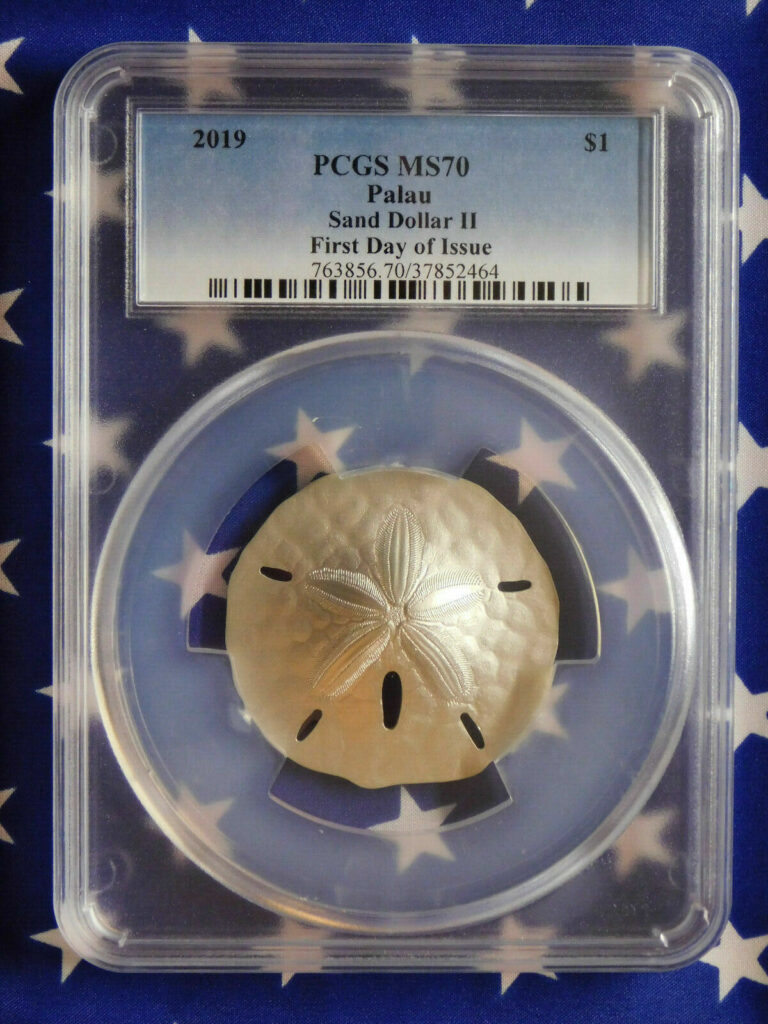 2019 $1
PCGS MS70
Palau
Sand Dollar II
First Day of Issue
763856.70/37852464